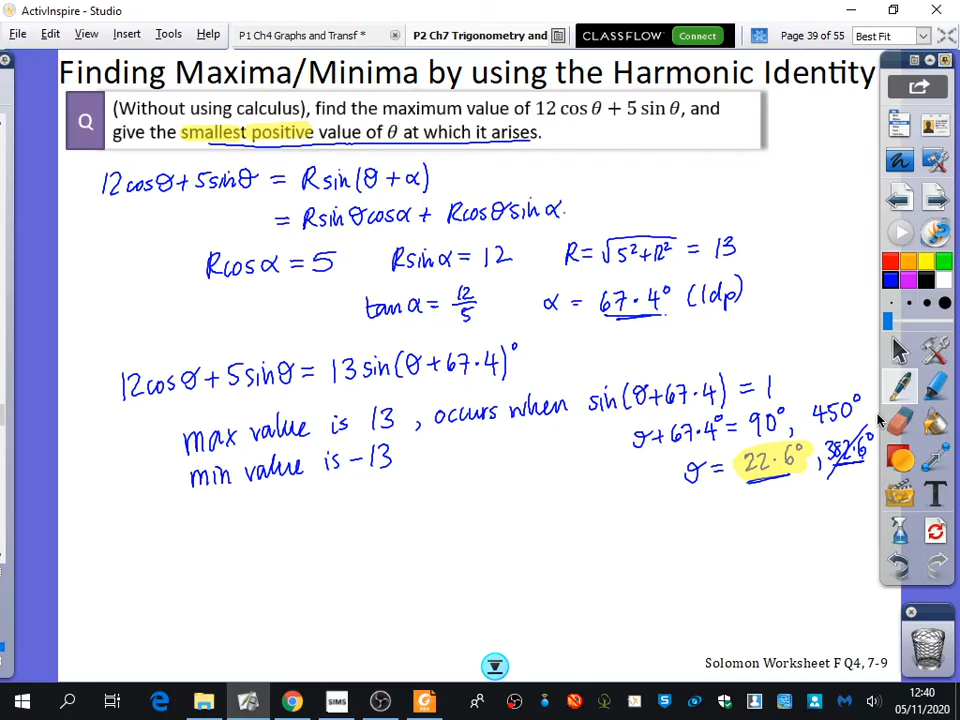 ActivInspire - Studio
File Edit View Insert Tools Help P1 Ch4 Graphs and Transf * P2 Ch7 Trigonometry and CLASSFLOW Connect Page 39 of 55 Best Fit
Finding Maxima/Minima by using the Harmonic Identity
Q
(Without using calculus), find the maximum value of 12 cos θ + 5 sin θ, and
give the smallest positive value of θ at which it arises.
12cosθ + 5sinθ = Rsin(θ + α)
= Rsinθcosα + Rcosθsinα
Rcosα = 5 Rsinα = 12 R = √5²+12² = 13
tanα = 12/5 α = 67.4° (1dp)
12cosθ + 5sinθ = 13sin(θ + 67.4)°
max value is 13, occurs when sin(θ+67.4) = 1
θ+67.4° = 90°, 450°
min value is -13
θ = 22.6°, 382.6°
Solomon Worksheet F Q4, 7-9
SIMS
12:40
05/11/2020